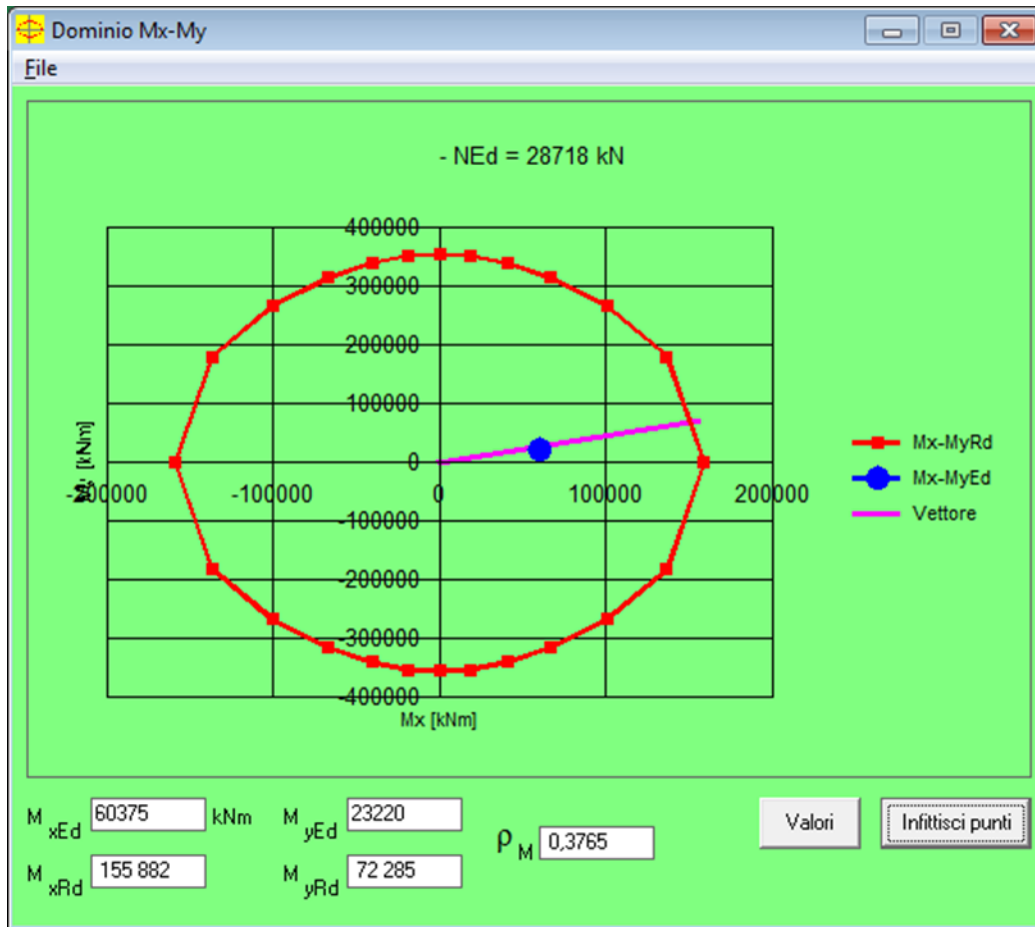 Dominio Mx-My
File
- NEd = 28718 kN
400000
300000
200000
100000
0
-200000 -100000 0 100000 200000
-100000
-200000
-300000
-400000
[kNm]
Mx [kNm]
Mx-MyRd
Mx-MyEd
Vettore
M xEd 60375 kNm M yEd 23220
M xRd 155 882 M yRd 72 285
ρ M 0,3765
Valori Infittisci punti